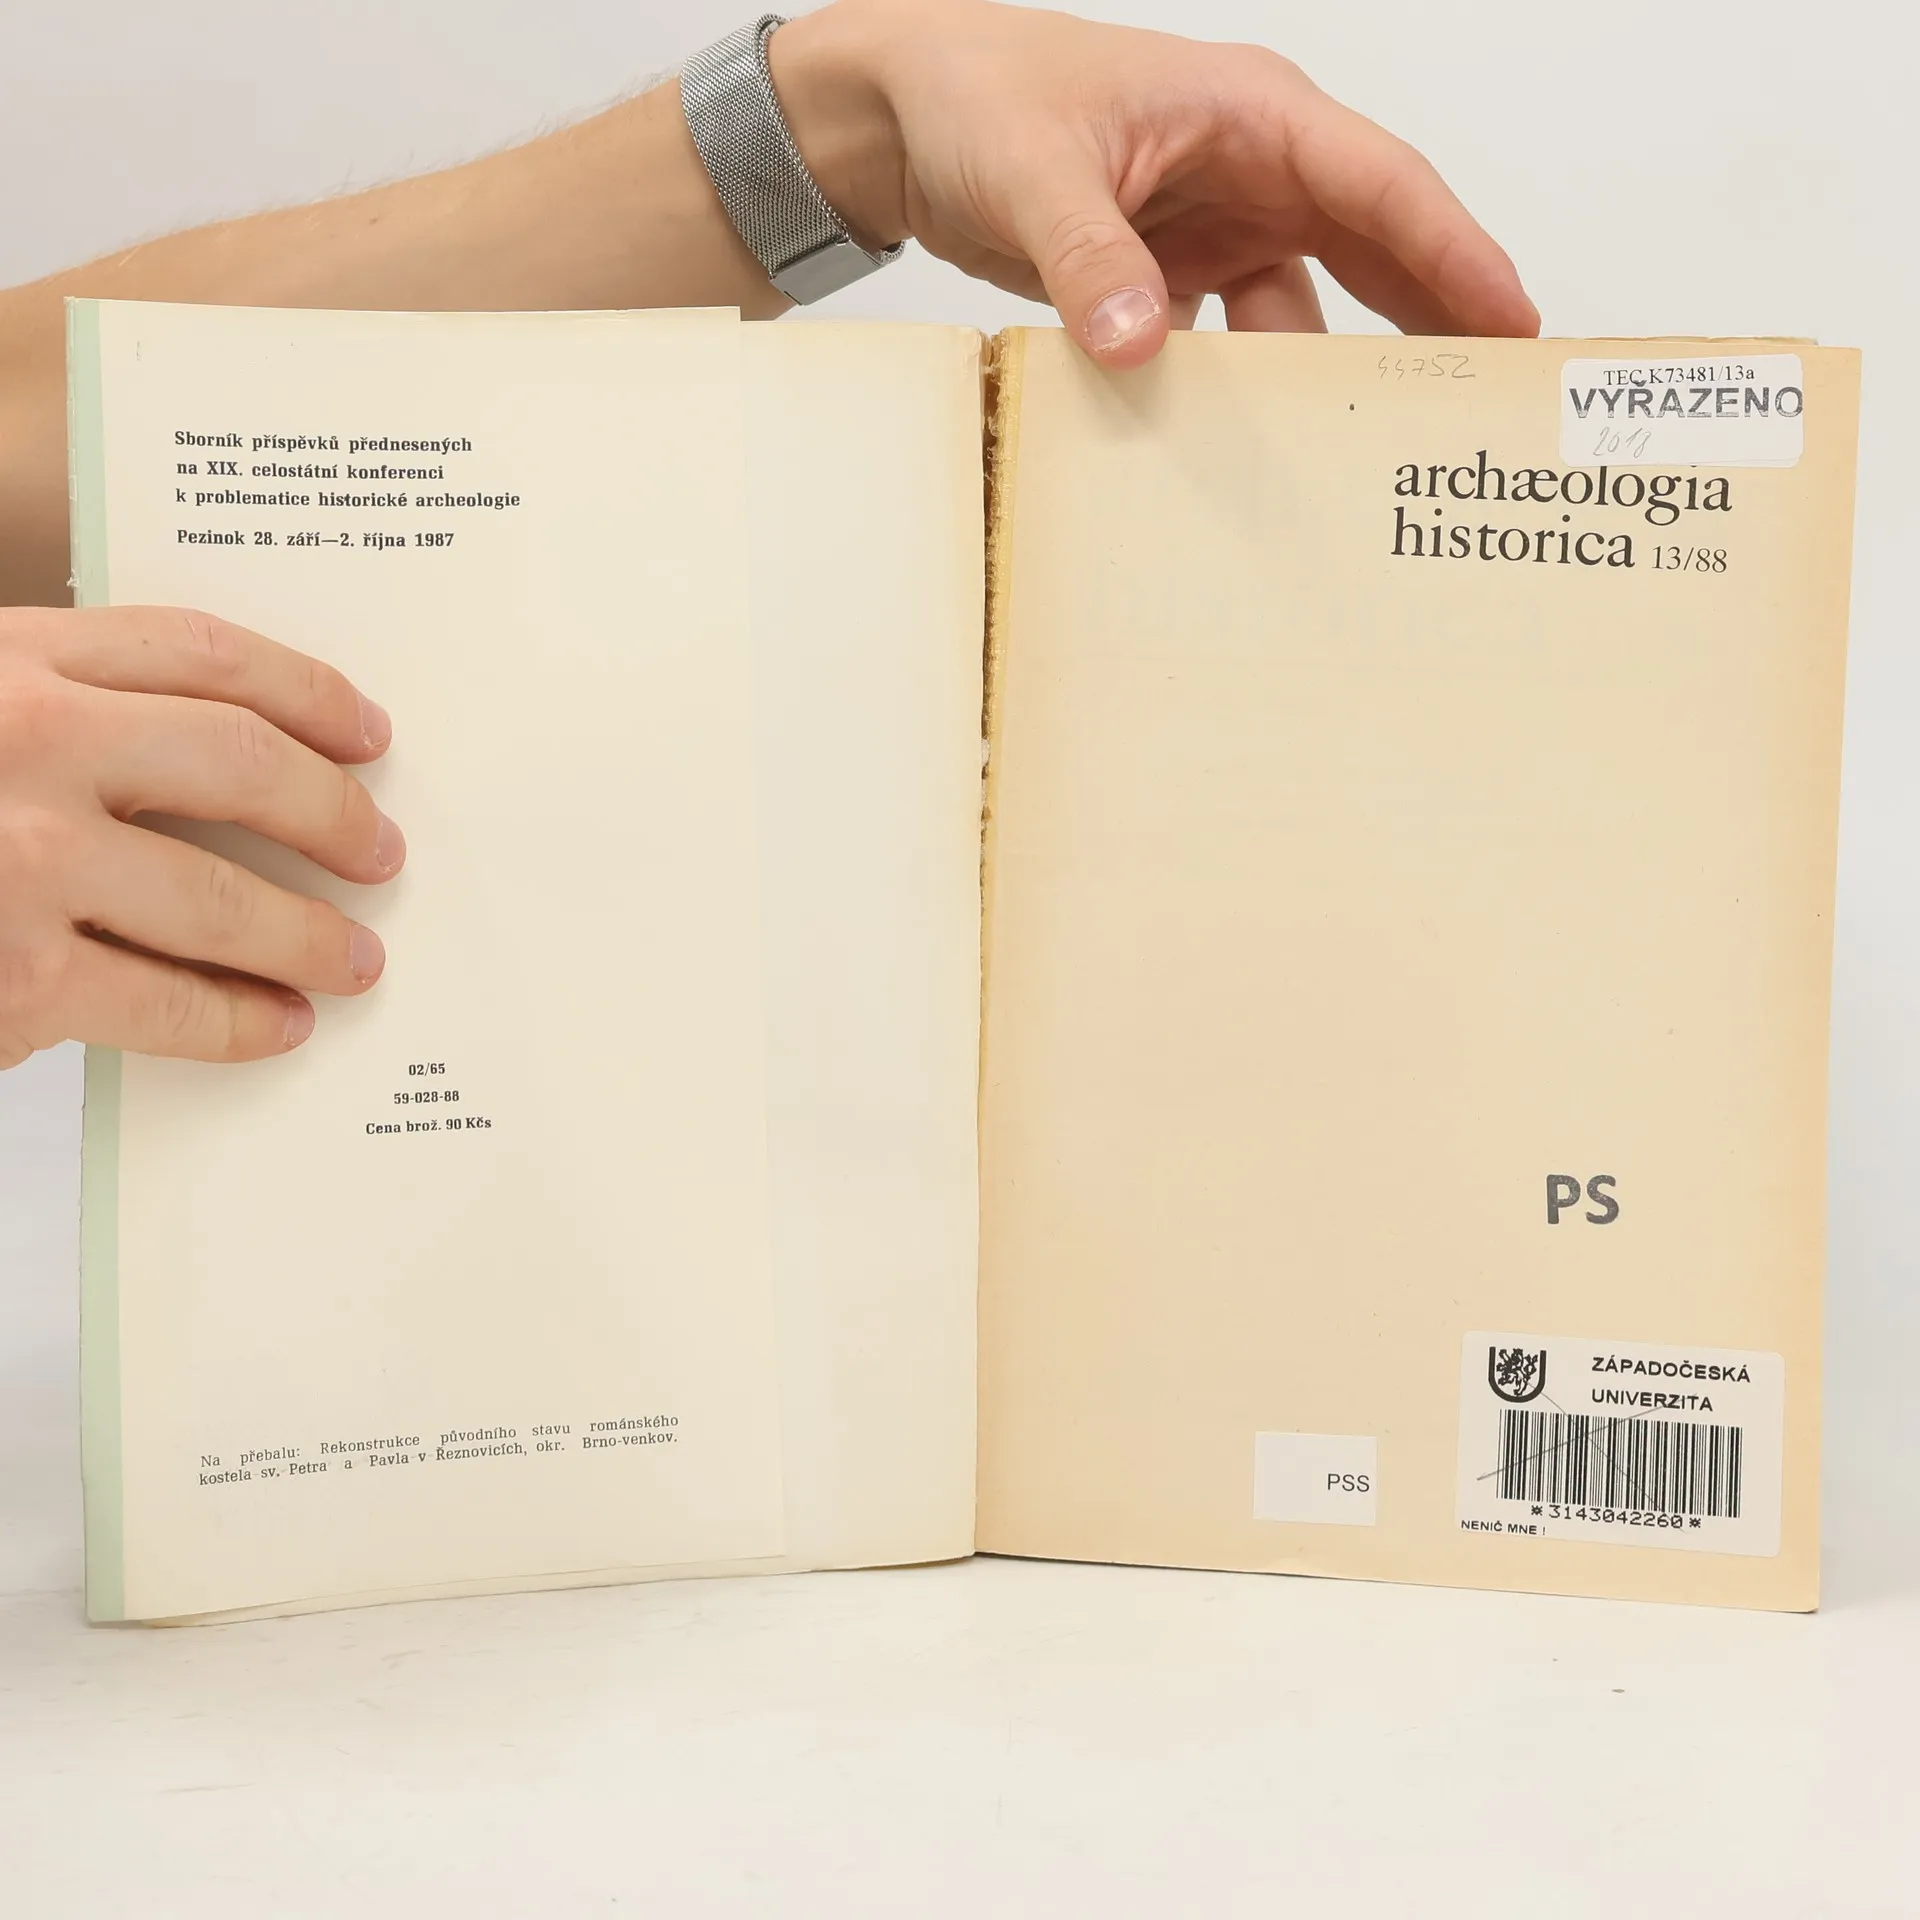 Sborník příspěvků přednesených
na XIX. celostátní konferenci
k problematice historické archeologie
Pezinok 28. září—2. října 1987
02/65
59-028-88
Cena brož. 90 Kčs
Na přebalu: Rekonstrukce původního stavu románského
kostela sv. Petra a Pavla v Řeznovicích, okr. Brno-venkov.
44752
TEC K73481/13a
VYŘAZENO
2018
archæologia
historica 13/88
PS
ZÁPADOČESKÁ
UNIVERZITA
PSS
*3143042260*
NENIČ MNE !